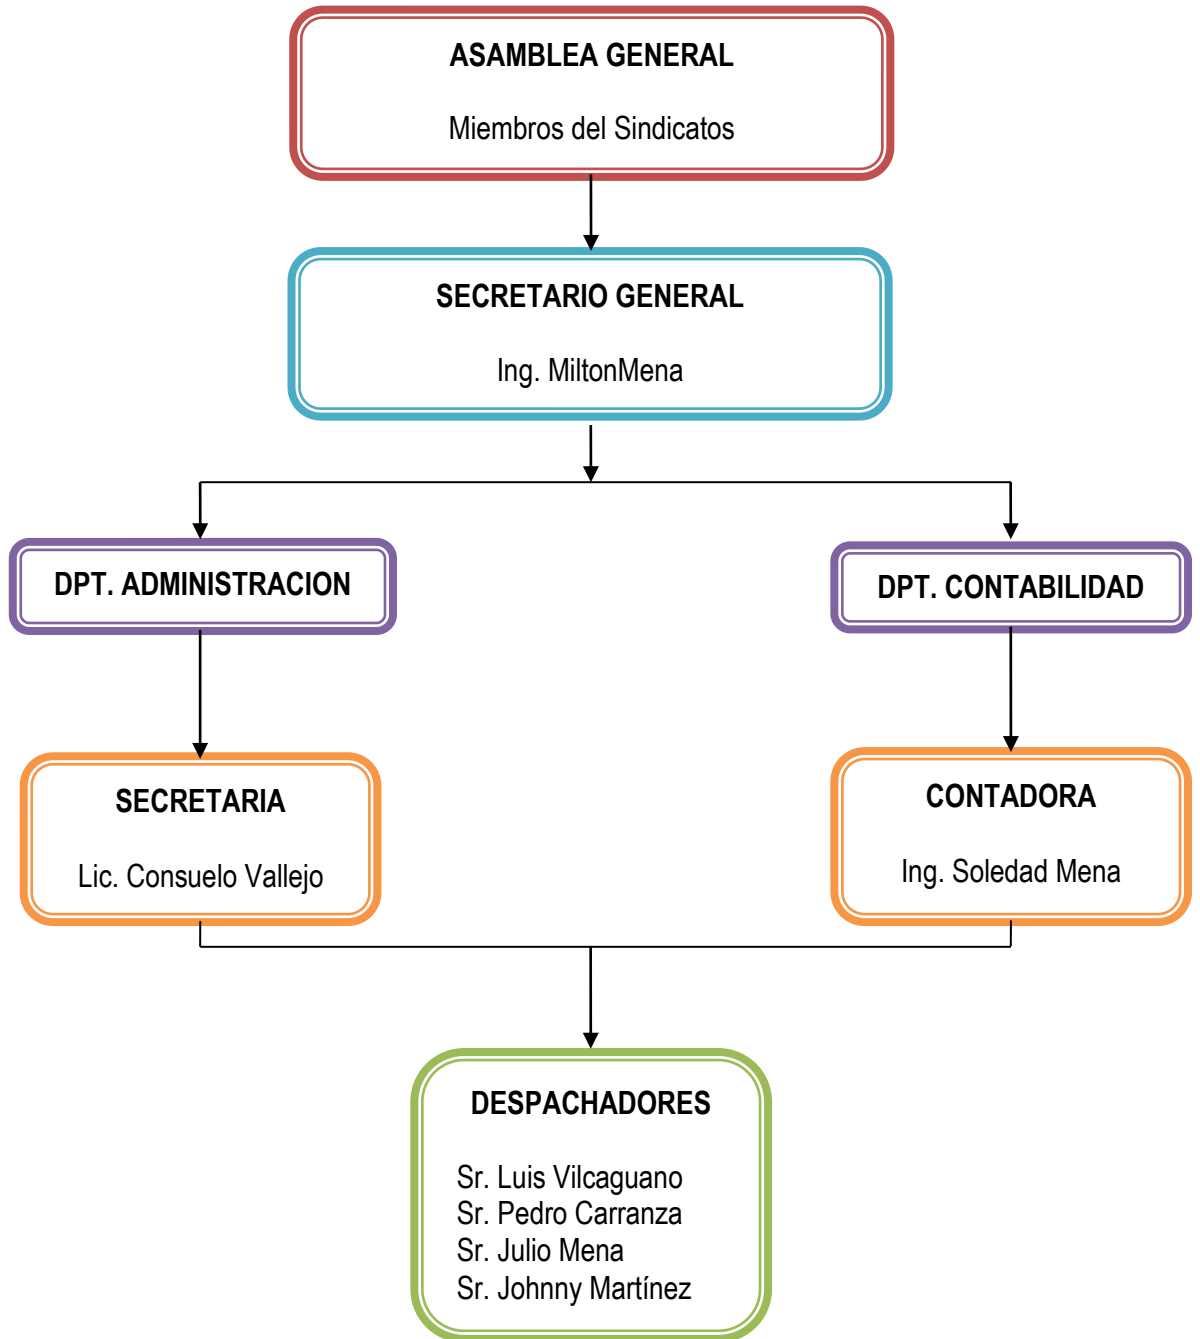 ASAMBLEA GENERAL
Miembros del Sindicatos
SECRETARIO GENERAL
Ing. MiltonMena
DPT. ADMINISTRACION
DPT. CONTABILIDAD
SECRETARIA
Lic. Consuelo Vallejo
CONTADORA
Ing. Soledad Mena
DESPACHADORES
Sr. Luis Vilcaguano
Sr. Pedro Carranza
Sr. Julio Mena
Sr. Johnny Martínez